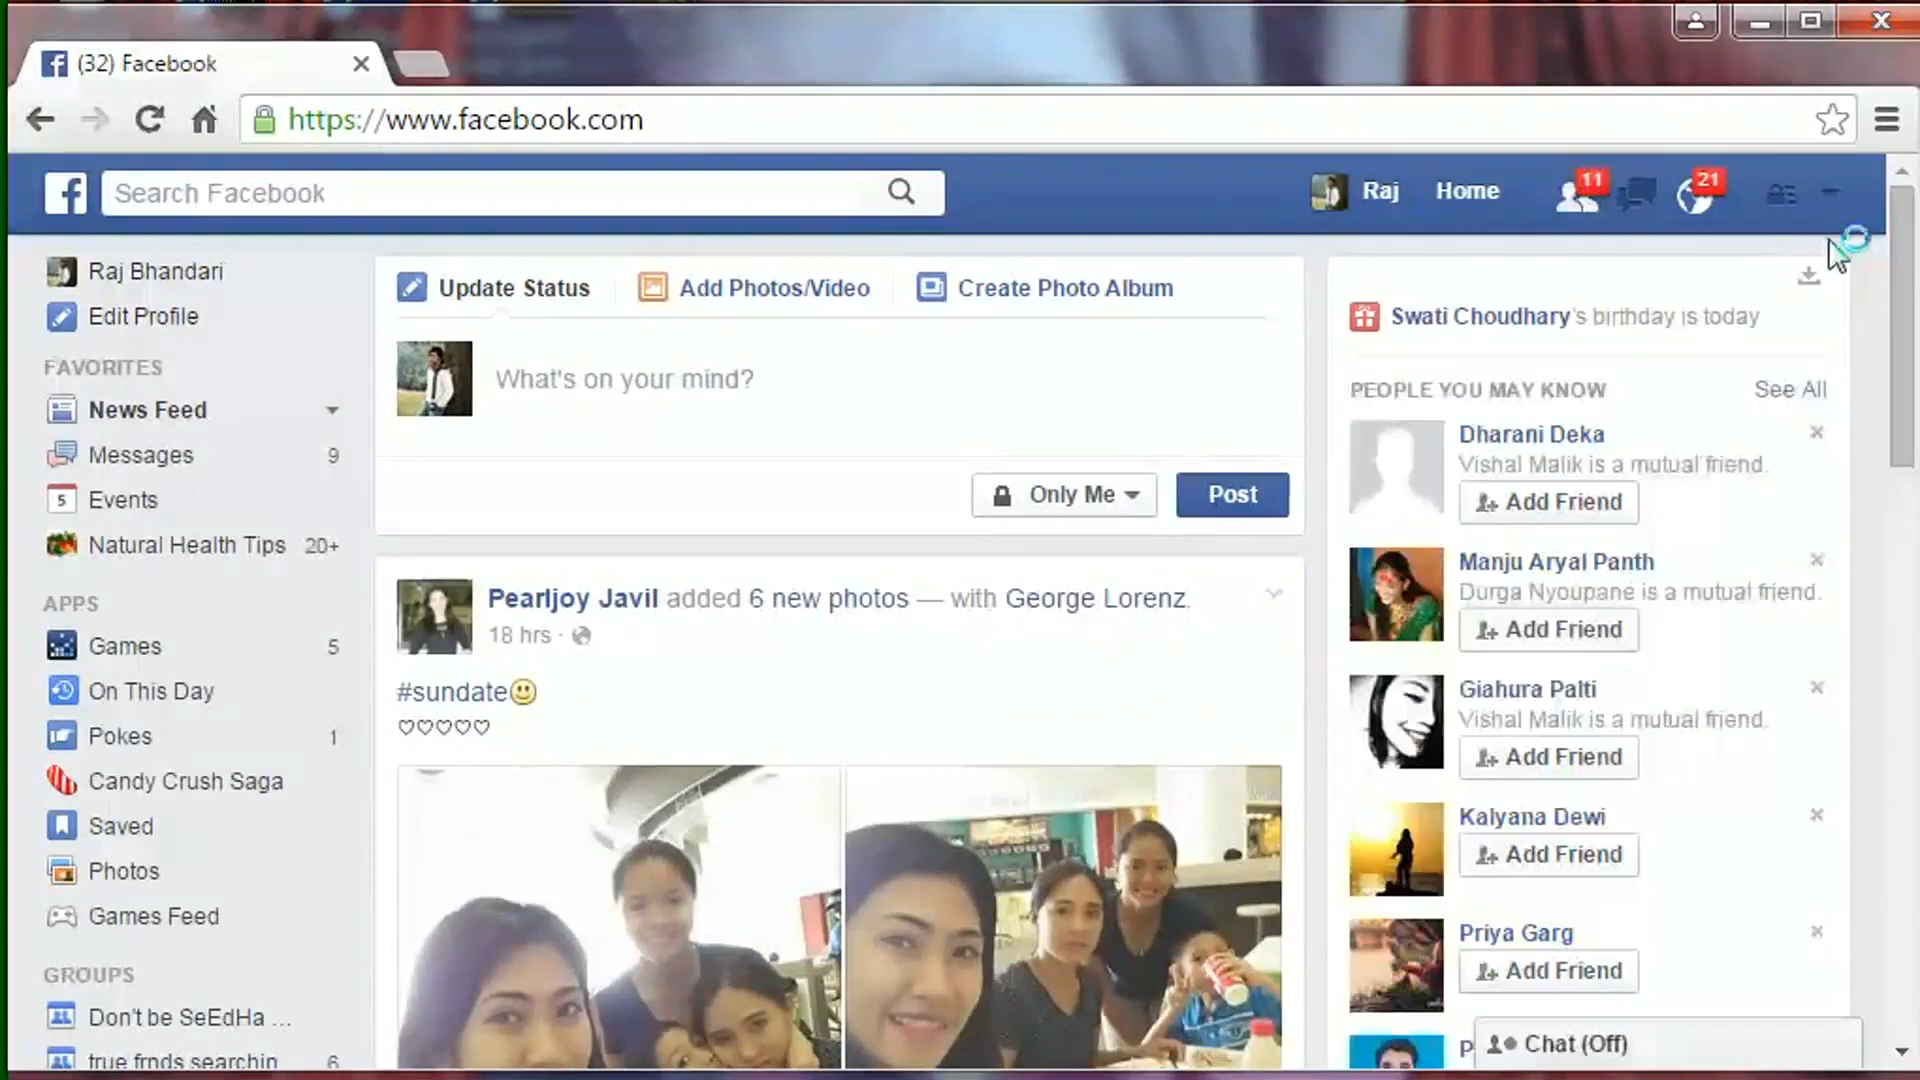 (32) Facebook
https://www.facebook.com
Search Facebook
Raj
Home
11
21
Raj Bhandari
Edit Profile
FAVORITES
News Feed
Messages 9
5 Events
Natural Health Tips 20+
APPS
Games 5
On This Day
Pokes 1
Candy Crush Saga
Saved
Photos
Games Feed
GROUPS
Don't be SeEdHa ...
true frnds searchin 6
Update Status
Add Photos/Video
Create Photo Album
What's on your mind?
Only Me
Post
Pearljoy Javil added 6 new photos — with George Lorenz.
18 hrs ·
#sundate
♡♡♡♡♡
Swati Choudhary's birthday is today
PEOPLE YOU MAY KNOW See All
Dharani Deka
Vishal Malik is a mutual friend.
Add Friend
Manju Aryal Panth
Durga Nyoupane is a mutual friend.
Add Friend
Giahura Palti
Vishal Malik is a mutual friend.
Add Friend
Kalyana Dewi
Add Friend
Priya Garg
Add Friend
Chat (Off)